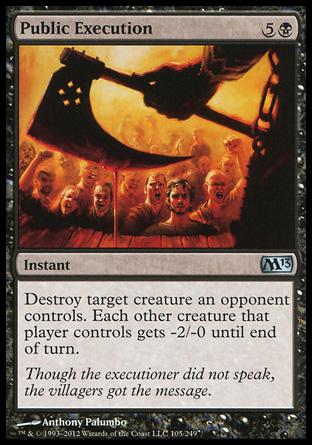 Public Execution 5
Instant M13
Destroy target creature an opponent
controls. Each other creature that
player controls gets -2/-0 until end
of turn.
Though the executioner did not speak,
the villagers got the message.
Anthony Palumbo
™ & © 1993–2012 Wizards of the Coast LLC 105/249